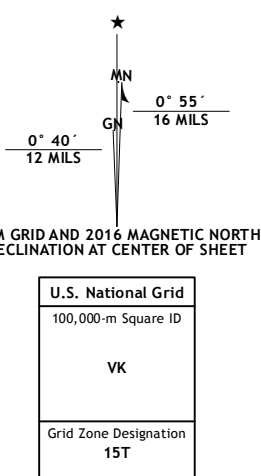 ★
MN
0° 55´
16 MILS
GN
0° 40´
12 MILS
M GRID AND 2016 MAGNETIC NORTH
ECLINATION AT CENTER OF SHEET
U.S. National Grid
100,000-m Square ID
VK
Grid Zone Designation
15T